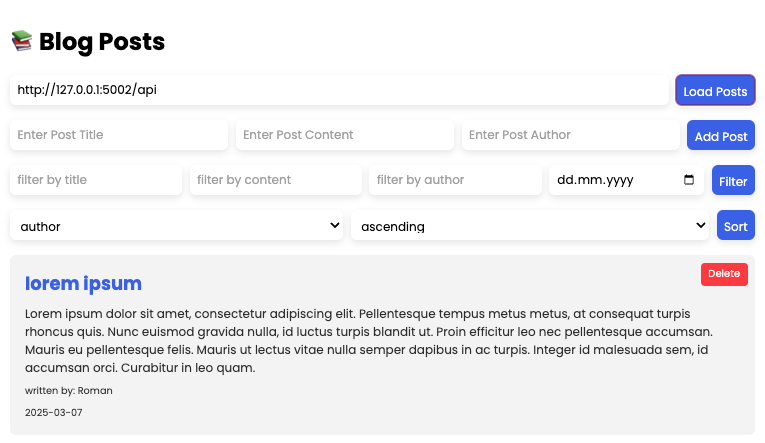 📚 Blog Posts
http://127.0.0.1:5002/api
Load Posts
Enter Post Title
Enter Post Content
Enter Post Author
Add Post
filter by title
filter by content
filter by author
dd.mm.yyyy
Filter
author
ascending
Sort
lorem ipsum
Delete
Lorem ipsum dolor sit amet, consectetur adipiscing elit. Pellentesque tempus metus metus, at consequat turpis
rhoncus quis. Nunc euismod gravida nulla, id luctus turpis blandit ut. Proin efficitur leo nec pellentesque accumsan.
Mauris eu pellentesque felis. Mauris ut lectus vitae nulla semper dapibus in ac turpis. Integer id malesuada sem, id
accumsan orci. Curabitur in leo quam.
written by: Roman
2025-03-07